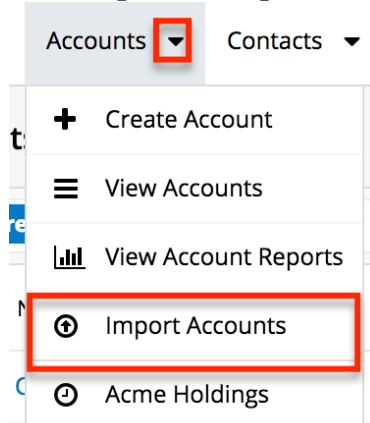 Accounts Contacts
Create Account
View Accounts
View Account Reports
Import Accounts
Acme Holdings